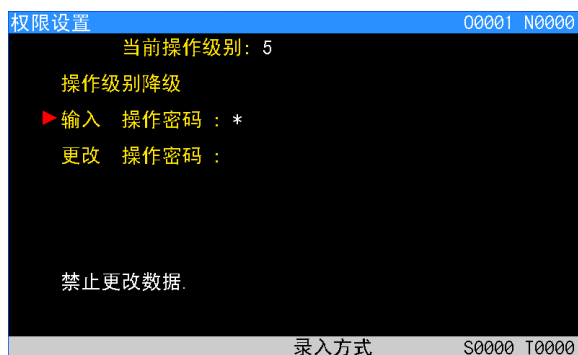 权限设置 O0001 N0000
当前操作级别: 5
操作级别降级
输入 操作密码 : *
更改 操作密码 :
禁止更改数据.
录入方式 S0000 T0000